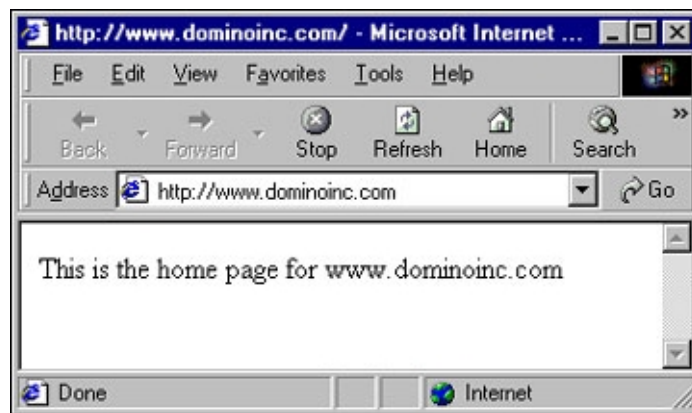 http://www.dominoinc.com/ - Microsoft Internet ...
File Edit View Favorites Tools Help
Back Forward Stop Refresh Home Search »
Address http://www.dominoinc.com Go
This is the home page for www.dominoinc.com
Done Internet